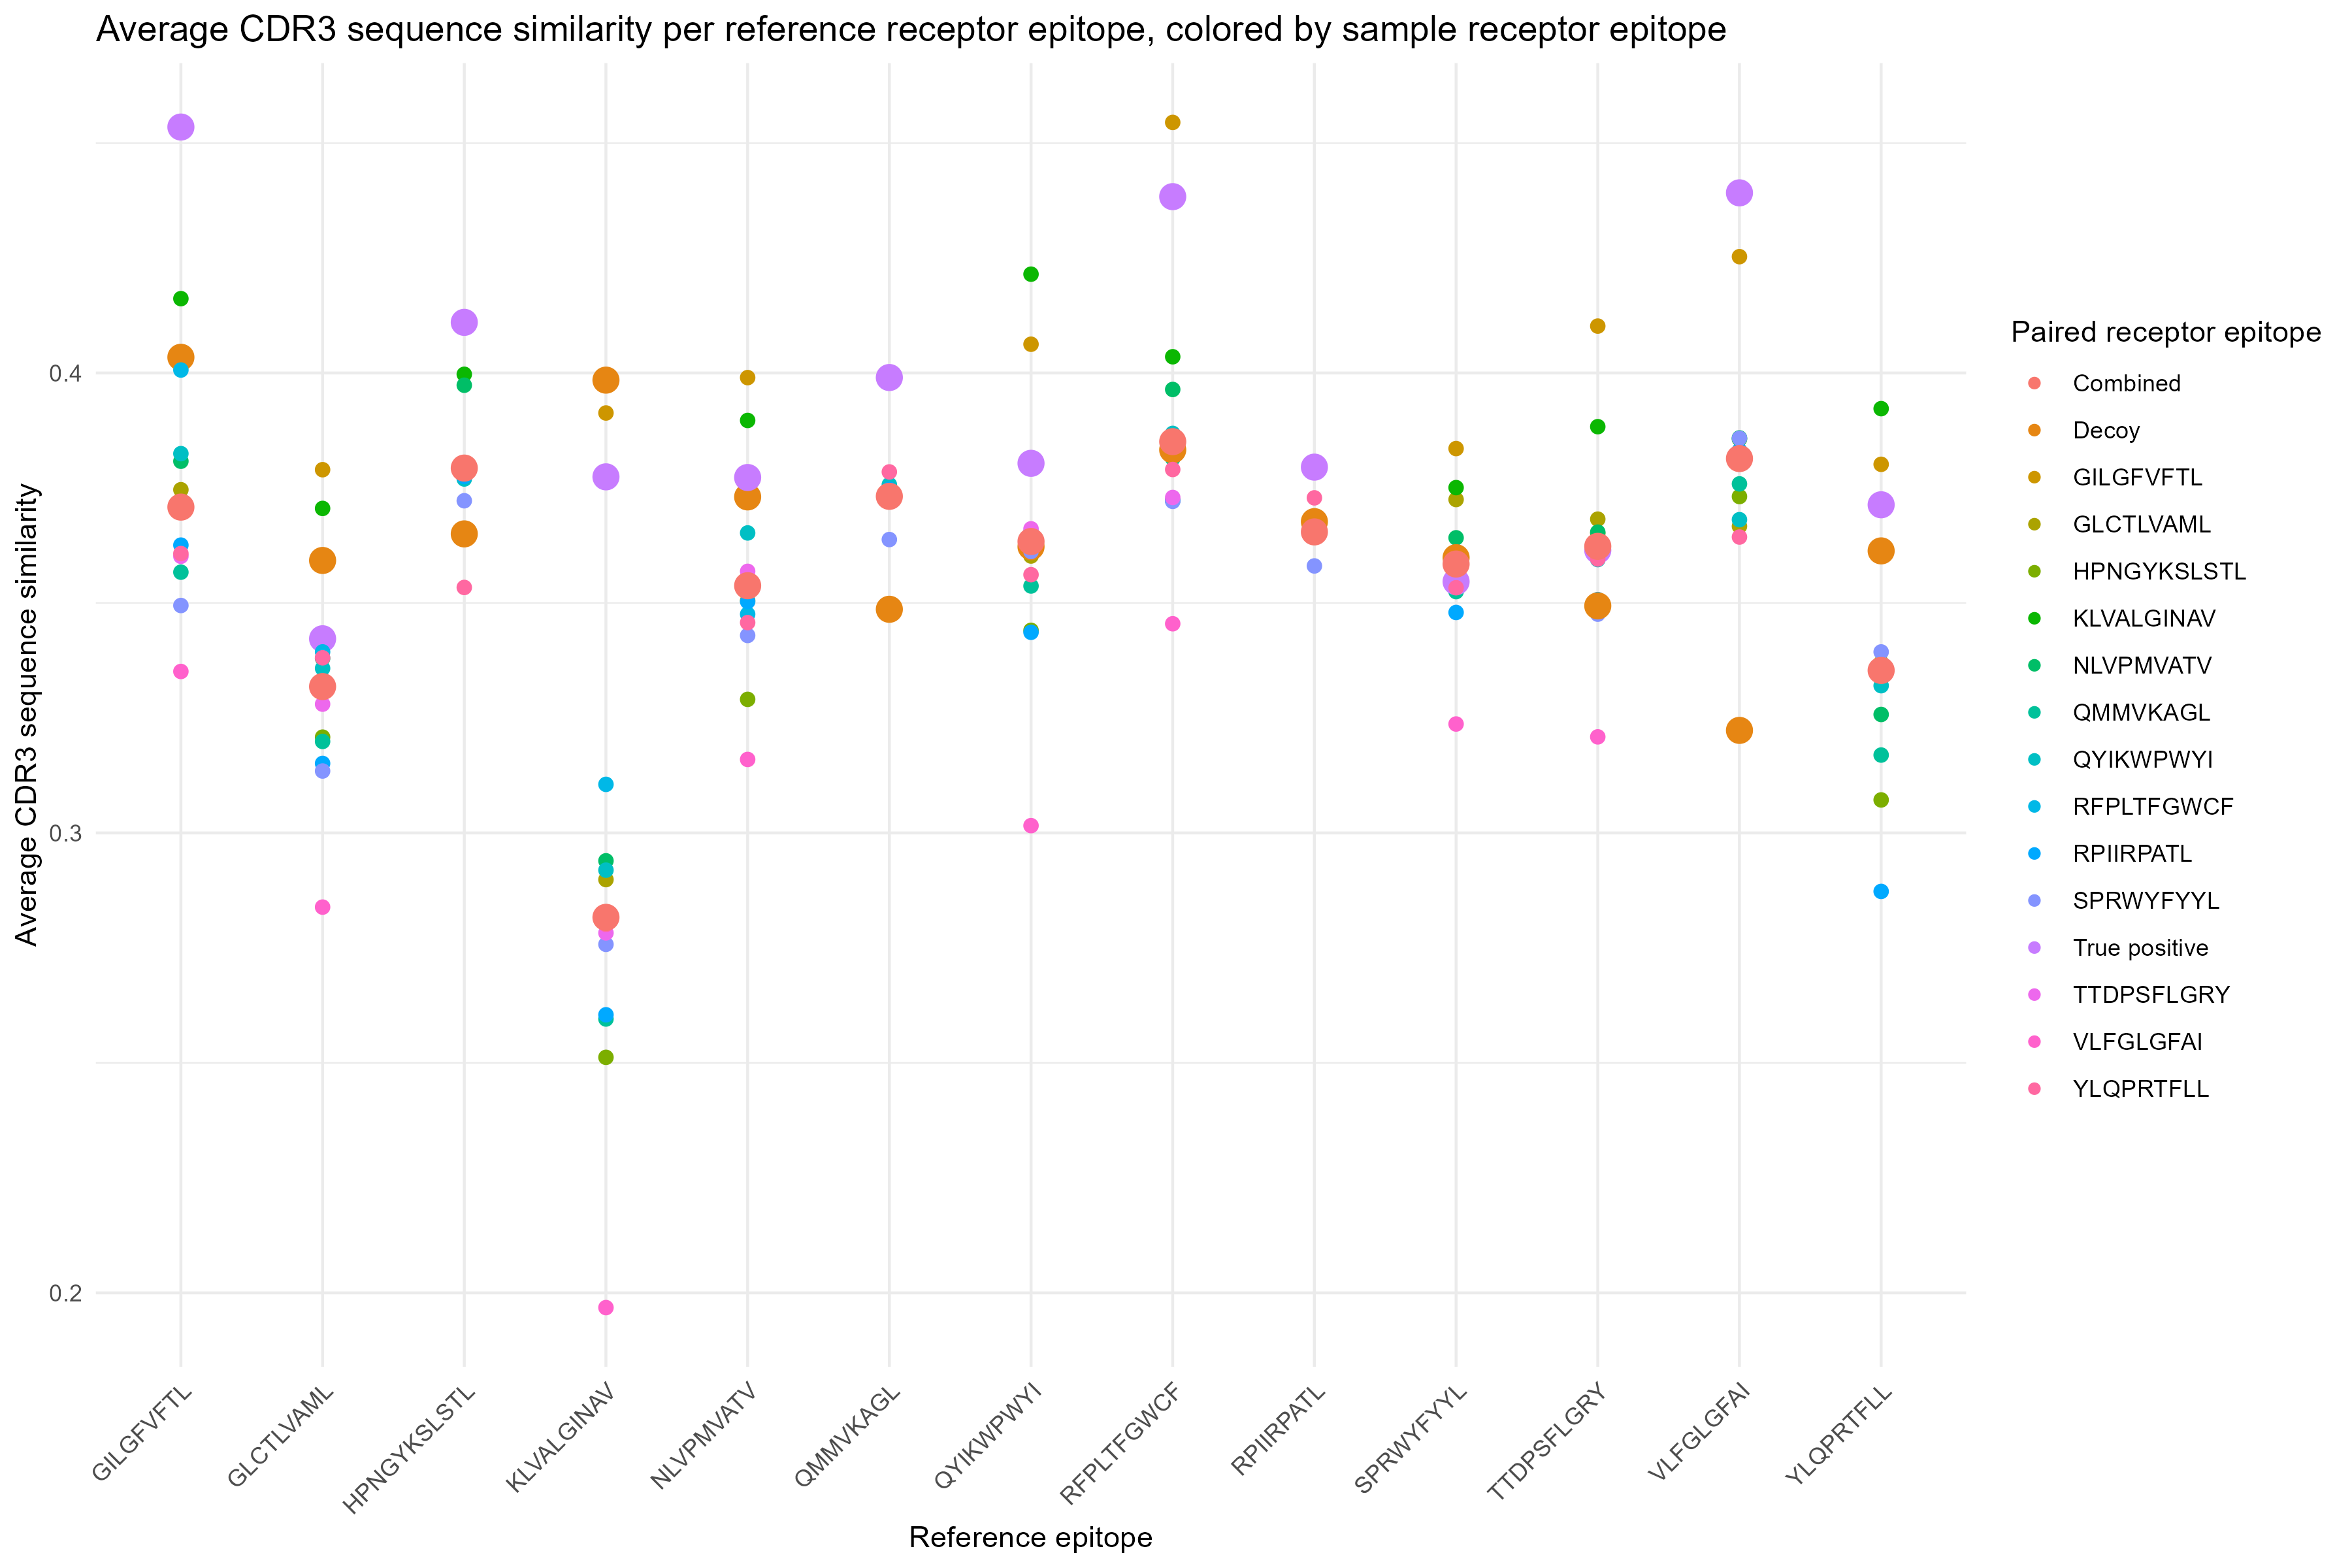 Average CDR3 sequence similarity per reference receptor epitope, colored by sample receptor epitope
Average CDR3 sequence similarity
0.4
0.3
0.2
GILGFVFTL
GLCTLVAML
HPNGYKSLSTL
KLVALGINAV
NLVPMVATV
QMMVKAGL
QYIKWPWYI
RFPLTFGWCF
RPIIRPATL
SPRWYFYYL
TTDPSFLGRY
VLFGLGFAI
YLQPRTFLL
Reference epitope
Paired receptor epitope
Combined
Decoy
GILGFVFTL
GLCTLVAML
HPNGYKSLSTL
KLVALGINAV
NLVPMVATV
QMMVKAGL
QYIKWPWYI
RFPLTFGWCF
RPIIRPATL
SPRWYFYYL
True positive
TTDPSFLGRY
VLFGLGFAI
YLQPRTFLL